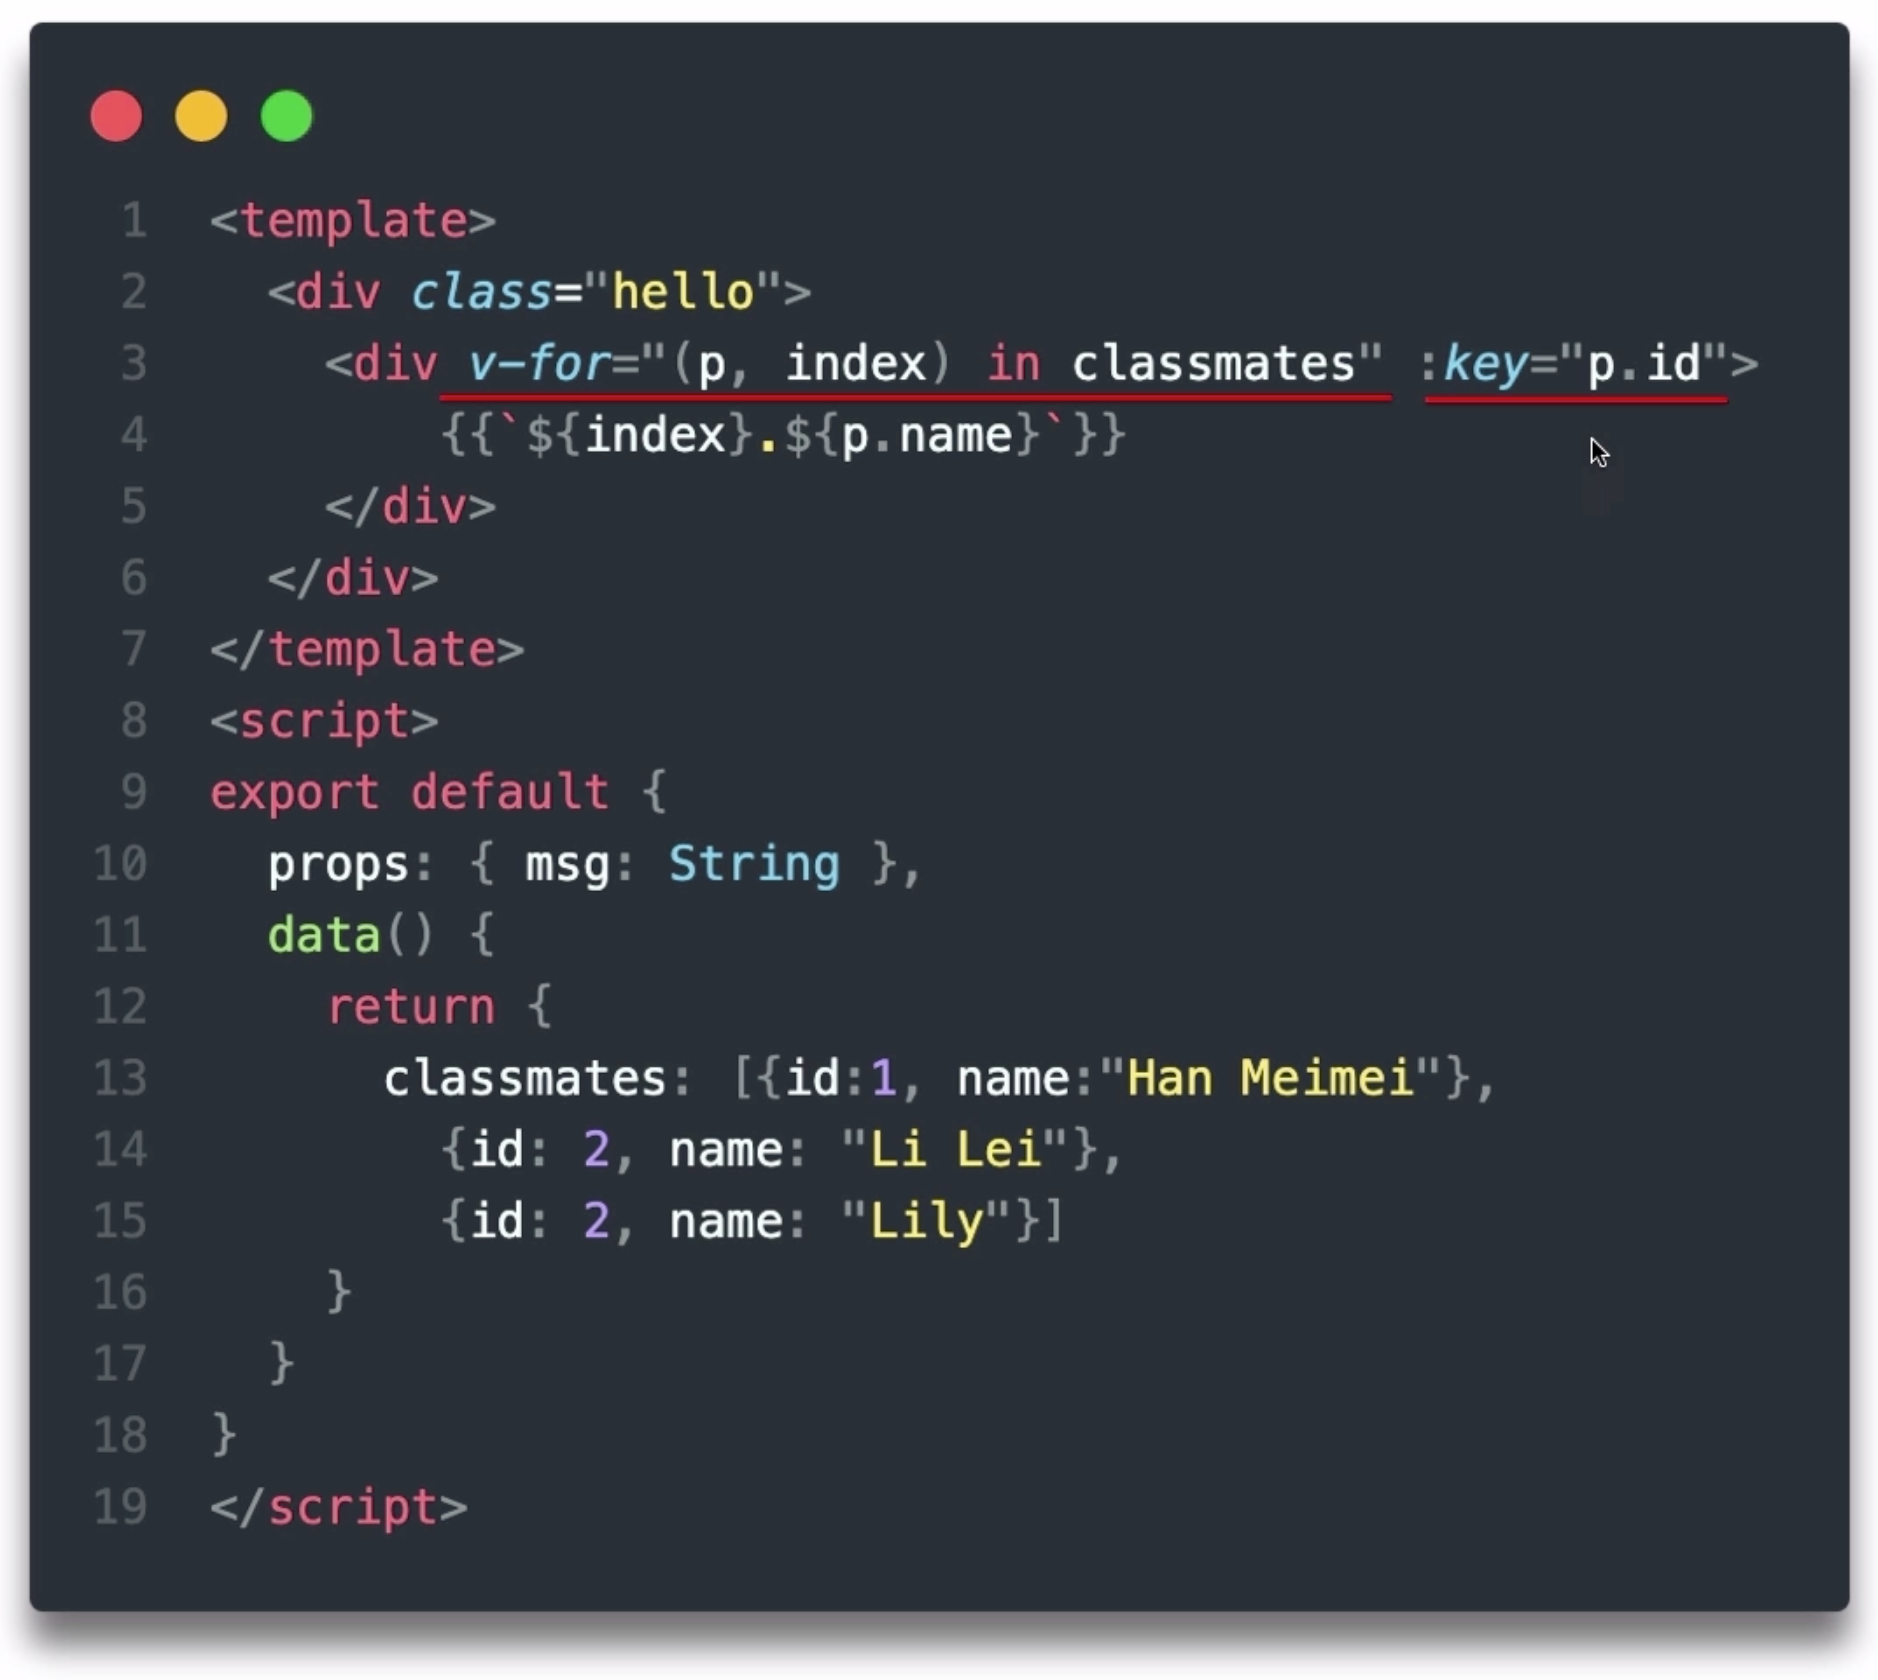 1 <template>
2   <div class="hello">
3     <div v-for="(p, index) in classmates" :key="p.id">
4         {{`${index}.${p.name}`}}
5     </div>
6   </div>
7 </template>
8 <script>
9 export default {
10   props: { msg: String },
11   data() {
12     return {
13       classmates: [{id:1, name:"Han Meimei"},
14         {id: 2, name: "Li Lei"},
15         {id: 2, name: "Lily"}]
16     }
17   }
18 }
19 </script>